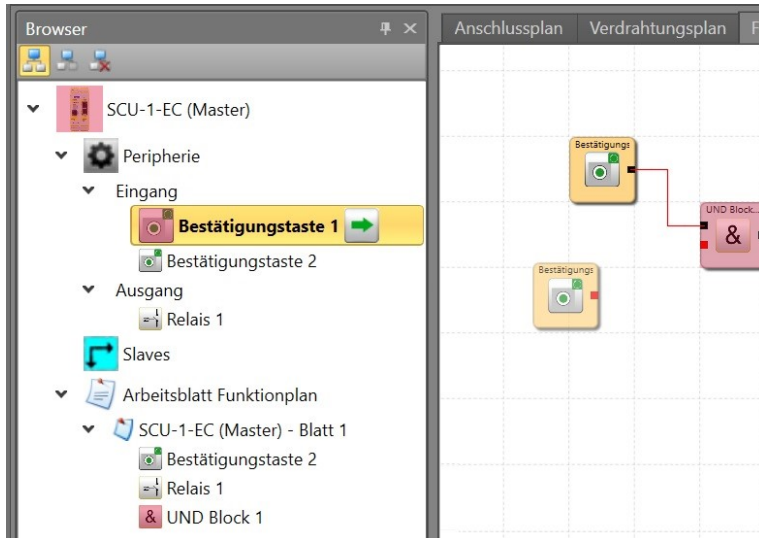 Browser
Anschlussplan
Verdrahtungsplan
F
SCU-1-EC (Master)
Peripherie
Eingang
Bestätigungstaste 1
Bestätigungstaste 2
Ausgang
Relais 1
Slaves
Arbeitsblatt Funktionplan
SCU-1-EC (Master) - Blatt 1
Bestätigungstaste 2
Relais 1
& UND Block 1
Bestätigungs
UND Block...
&
Bestätigungs